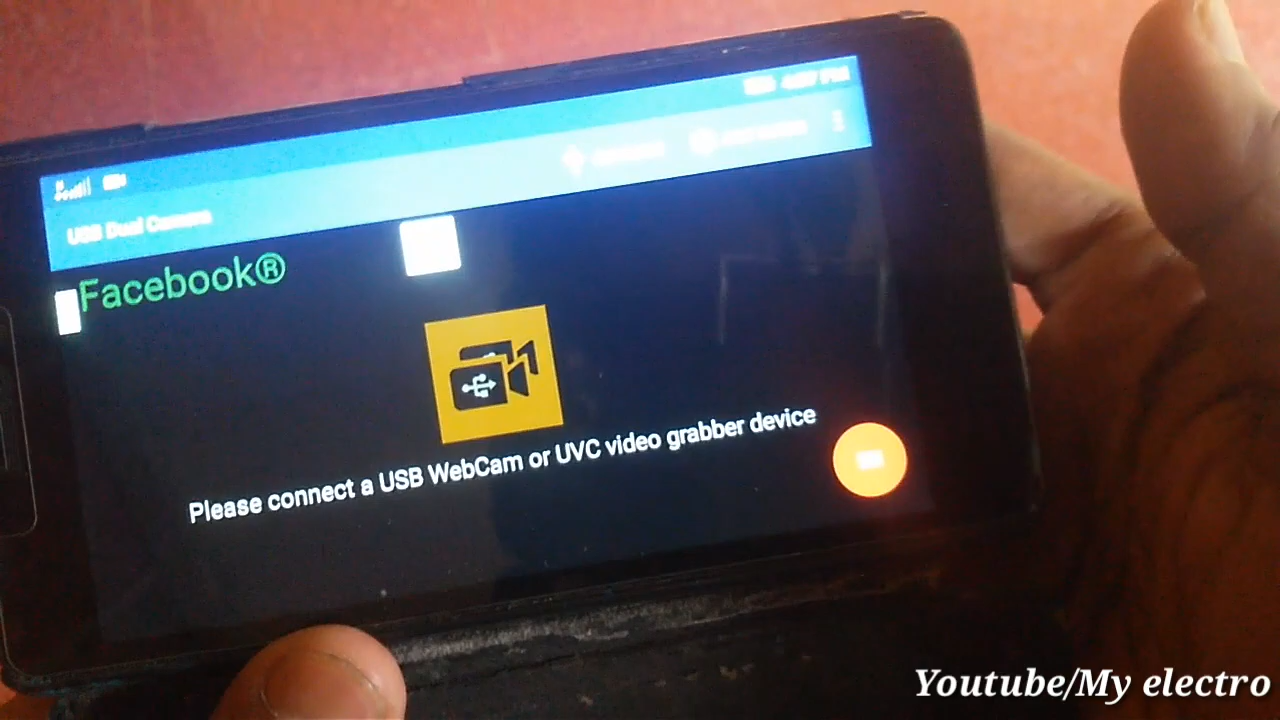 USB Dual Camera
Facebook®
Please connect a USB WebCam or UVC video grabber device
Youtube/My electro